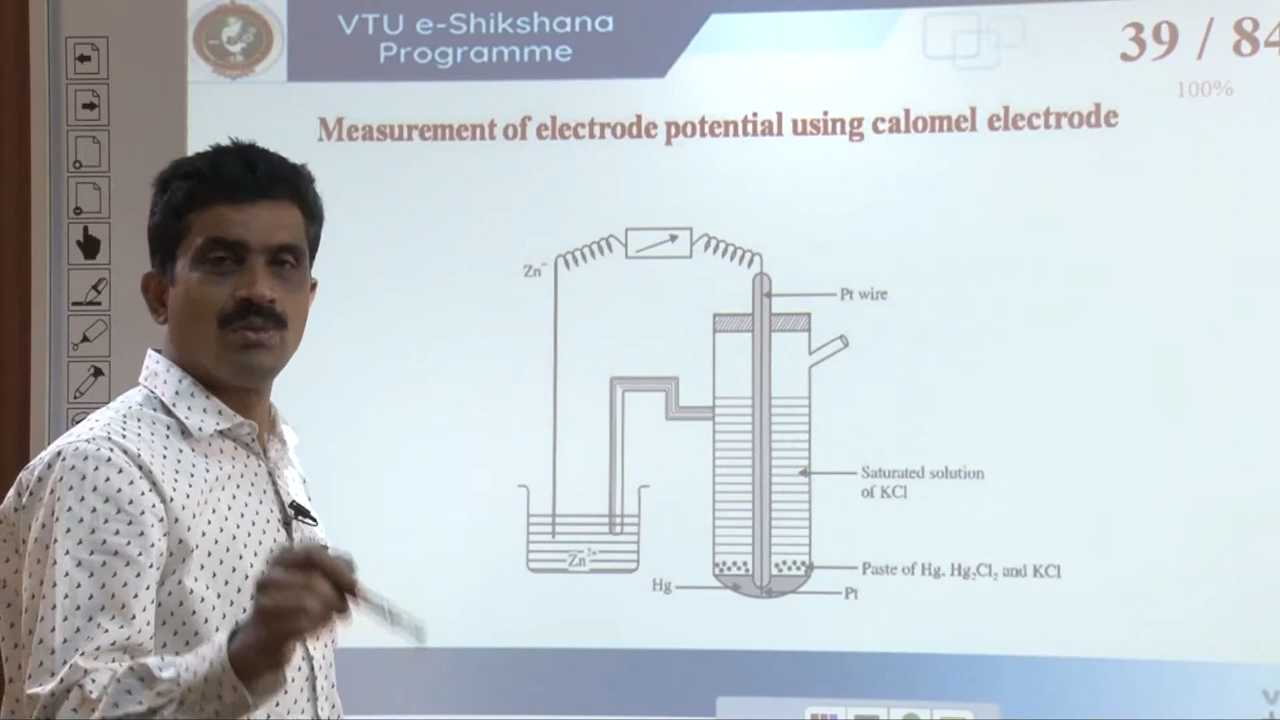 VTU e-Shikshana
Programme
39 / 84
100%
Measurement of electrode potential using calomel electrode
Zn⁻
Pt wire
Saturated solution
of KCl
Zn²⁺
Paste of Hg, Hg₂Cl₂ and KCl
Hg
Pt